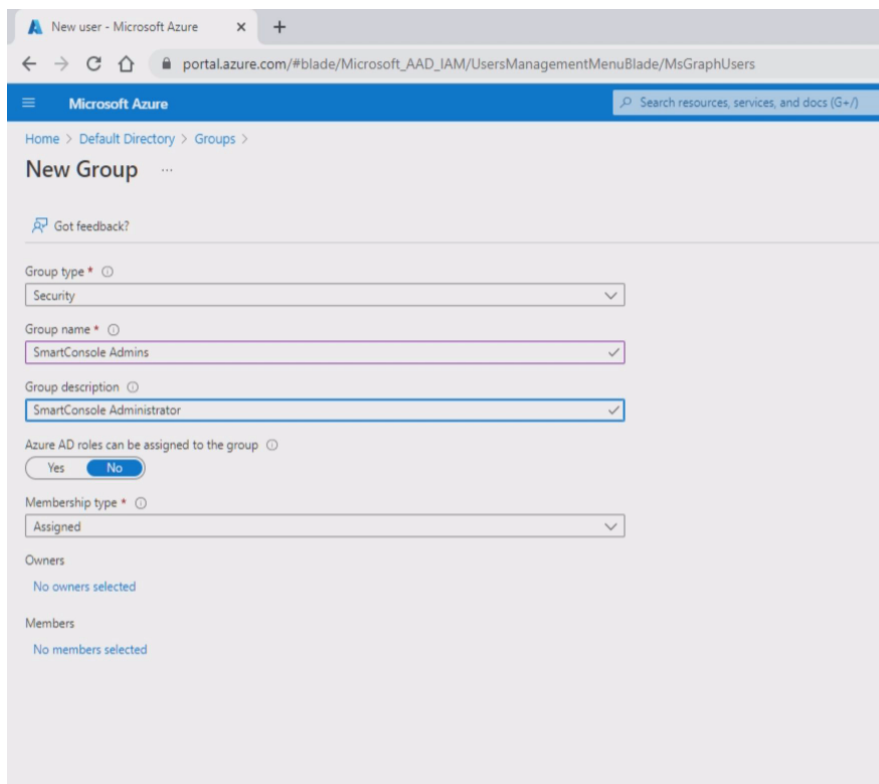 New user - Microsoft Azure
portal.azure.com/#blade/Microsoft_AAD_IAM/UsersManagementMenuBlade/MsGraphUsers
Microsoft Azure
Search resources, services, and docs (G+/)
Home > Default Directory > Groups >
New Group ...
Got feedback?
Group type *
Security
Group name *
SmartConsole Admins
Group description
SmartConsole Administrator
Azure AD roles can be assigned to the group
Yes No
Membership type *
Assigned
Owners
No owners selected
Members
No members selected